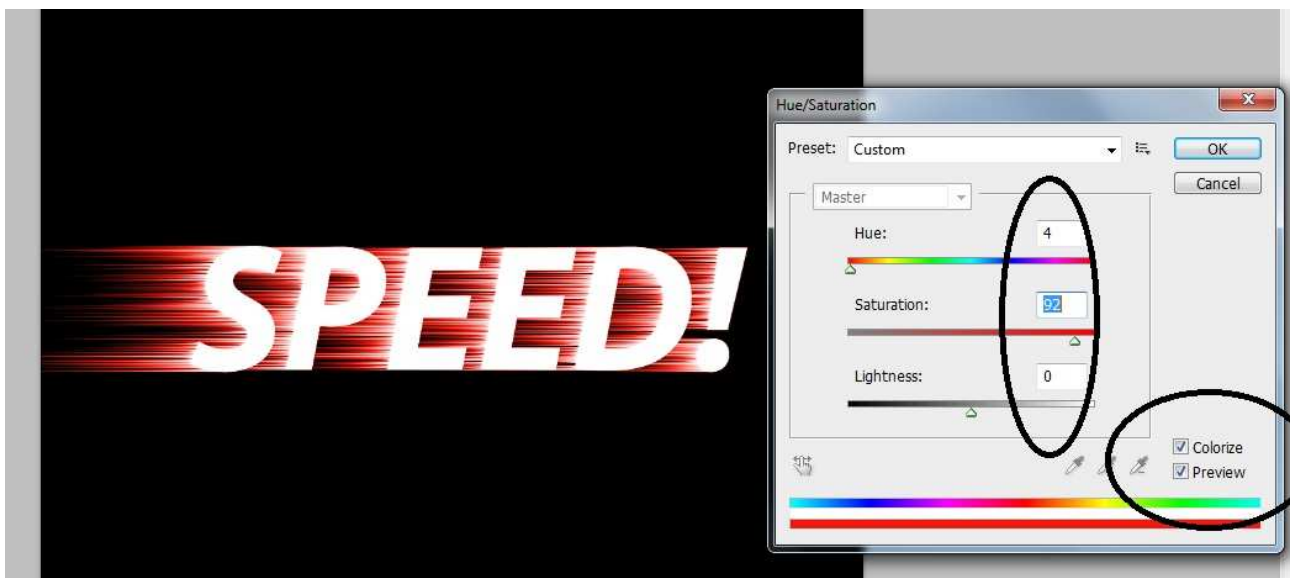 Hue/Saturation
Preset: Custom
OK
Cancel
Master
Hue: 4
SPEED!
Saturation: 92
Lightness: 0
Colorize
Preview